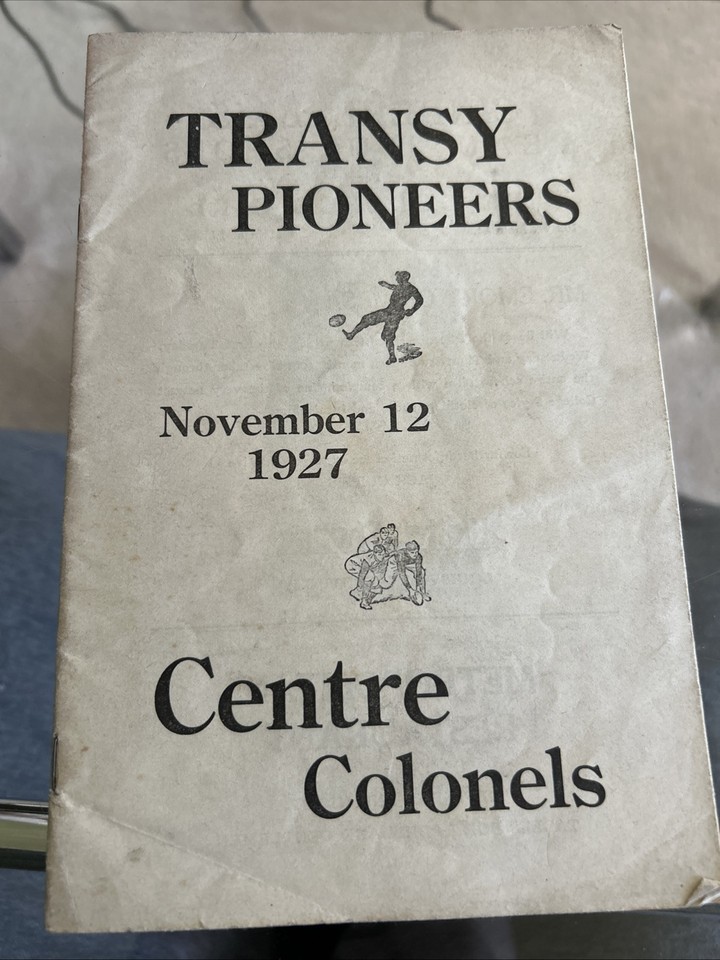 TRANSY
PIONEERS
November 12
1927
Centre
Colonels